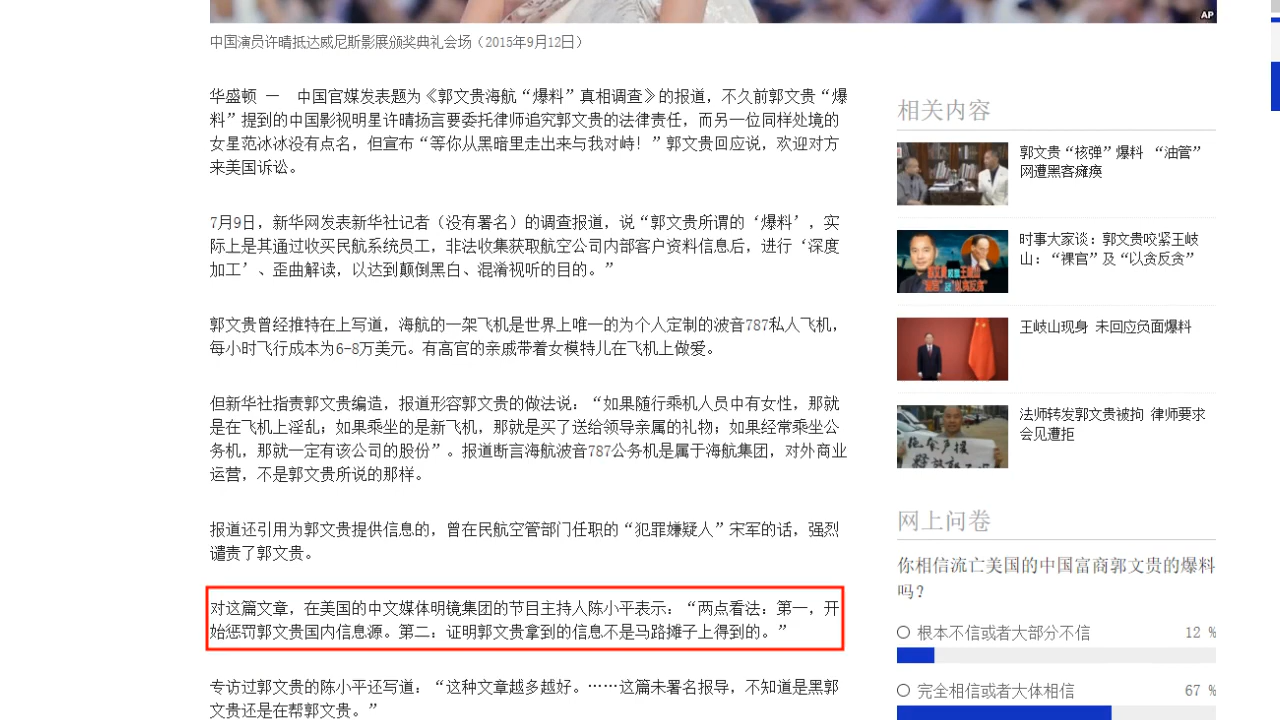 AP
中国演员许晴抵达威尼斯影展颁奖典礼会场（2015年9月12日）
华盛顿 — 中国官媒发表题为《郭文贵海航“爆料”真相调查》的报道，不久前郭文贵“爆
料”提到的中国影视明星许晴扬言要委托律师追究郭文贵的法律责任，而另一位同样处境的
女星范冰冰没有点名，但宣布“等你从黑暗里走出来与我对峙！”郭文贵回应说，欢迎对方
来美国诉讼。
7月9日，新华网发表新华社记者（没有署名）的调查报道，说“郭文贵所谓的‘爆料’，实
际上是其通过收买民航系统员工，非法收集获取航空公司内部客户资料信息后，进行‘深度
加工’、歪曲解读，以达到颠倒黑白、混淆视听的目的。”
郭文贵曾经推特在上写道，海航的一架飞机是世界上唯一的为个人定制的波音787私人飞机，
每小时飞行成本为6-8万美元。有高官的亲戚带着女模特儿在飞机上做爱。
但新华社指责郭文贵编造，报道形容郭文贵的做法说：“如果随行乘机人员中有女性，那就
是在飞机上淫乱；如果乘坐的是新飞机，那就是买了送给领导亲属的礼物；如果经常乘坐公
务机，那就一定有该公司的股份”。报道断言海航波音787公务机是属于海航集团，对外商业
运营，不是郭文贵所说的那样。
报道还引用为郭文贵提供信息的，曾在民航空管部门任职的“犯罪嫌疑人”宋军的话，强烈
谴责了郭文贵。
对这篇文章，在美国的中文媒体明镜集团的节目主持人陈小平表示：“两点看法：第一，开
始惩罚郭文贵国内信息源。第二：证明郭文贵拿到的信息不是马路摊子上得到的。”
专访过郭文贵的陈小平还写道：“这种文章越多越好。……这篇未署名报导，不知道是黑郭
文贵还是在帮郭文贵。”
相关内容
郭文贵“核弹”爆料 “油管”
网遭黑客瘫痪
时事大家谈：郭文贵咬紧王岐
山：“裸官”及“以贪反贪”
王岐山现身 未回应负面爆料
法师转发郭文贵被拘 律师要求
会见遭拒
网上问卷
你相信流亡美国的中国富商郭文贵的爆料
吗？
根本不信或者大部分不信 12 %
完全相信或者大体相信 67 %